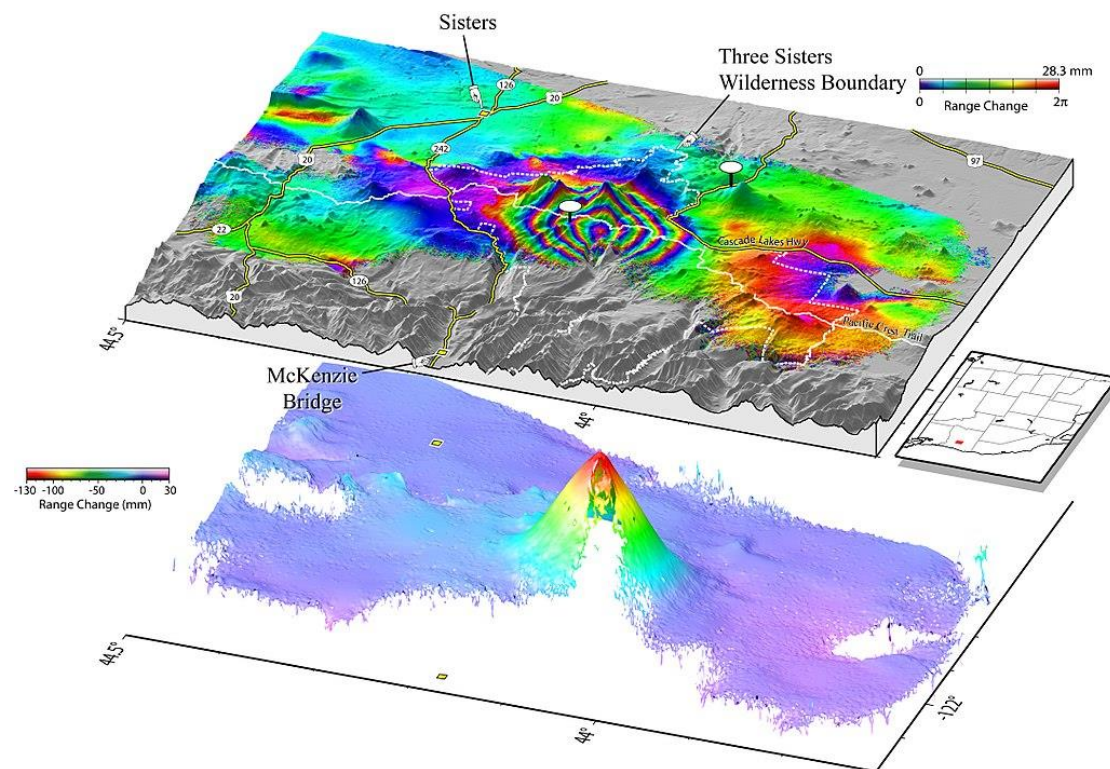 Sisters
Three Sisters
Wilderness Boundary
0
28.3 mm
0
2π
Range Change
126
20
97
242
20
22
126
20
Cascade Lakes Hwy
Pacific Crest Trail
44.5°
McKenzie
Bridge
44°
-130 -100 -50 0 30
Range Change (mm)
44.5°
44°
-122°